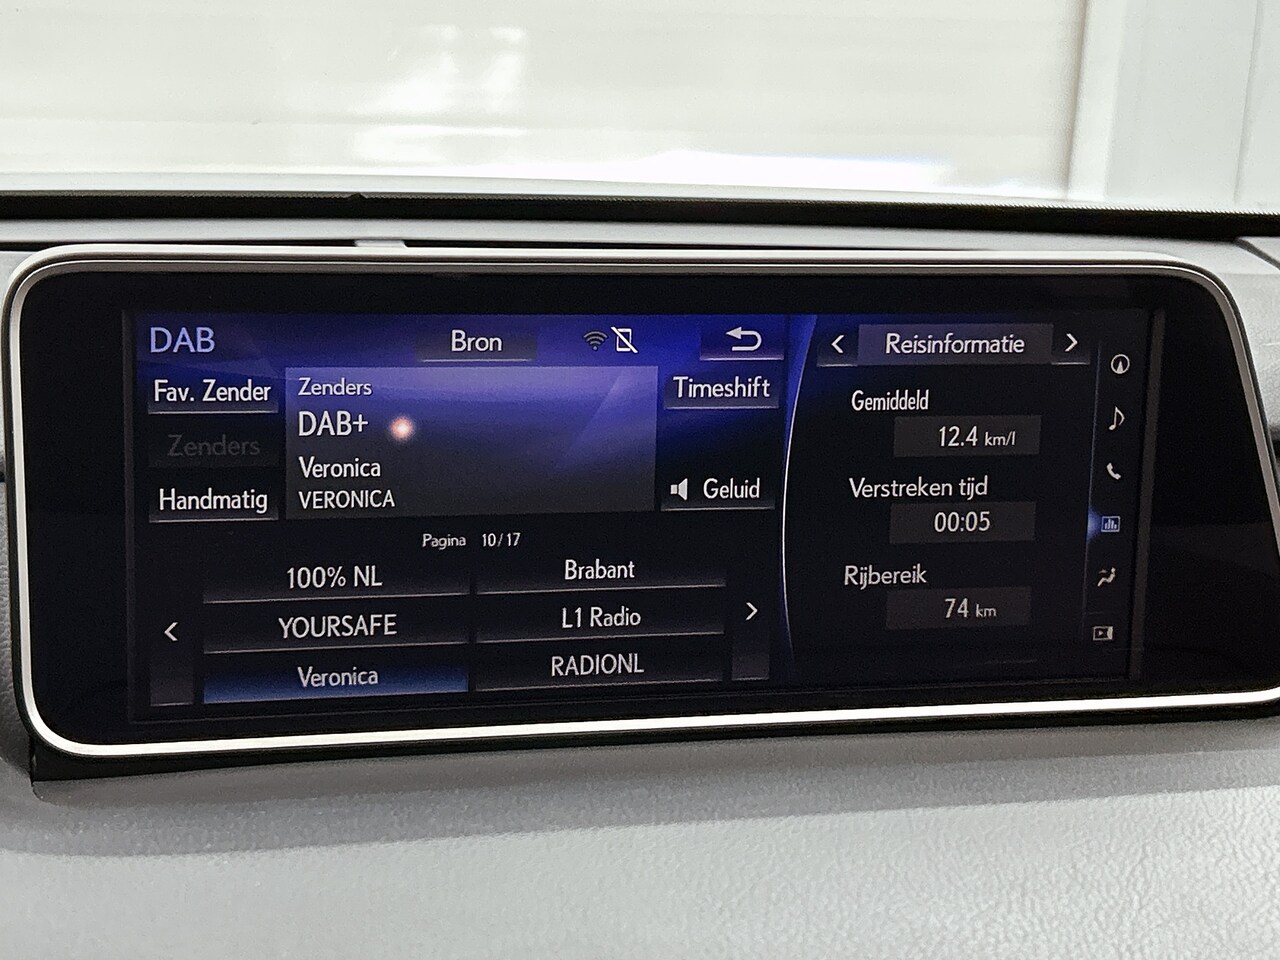 DAB
Bron
Fav. Zender
Zenders
Handmatig
Zenders
DAB+
Veronica
VERONICA
Timeshift
Geluid
Pagina 10/17
100% NL
Brabant
YOURSAFE
L1 Radio
Veronica
RADIONL
Reisinformatie
Gemiddeld
12.4 km/l
Verstreken tijd
00:05
Rijbereik
74 km